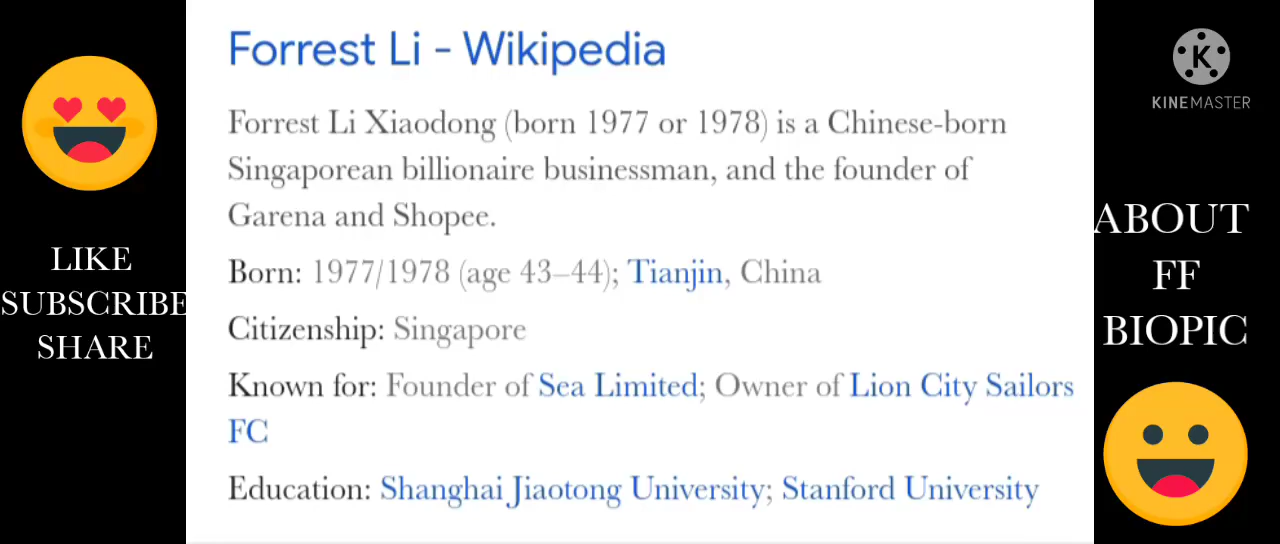 Forrest Li - Wikipedia
Forrest Li Xiaodong (born 1977 or 1978) is a Chinese-born
Singaporean billionaire businessman, and the founder of
Garena and Shopee.
Born: 1977/1978 (age 43–44); Tianjin, China
Citizenship: Singapore
Known for: Founder of Sea Limited; Owner of Lion City Sailors
FC
Education: Shanghai Jiaotong University; Stanford University
LIKE
SUBSCRIBE
SHARE
K
KINEMASTER
ABOUT
FF
BIOPIC